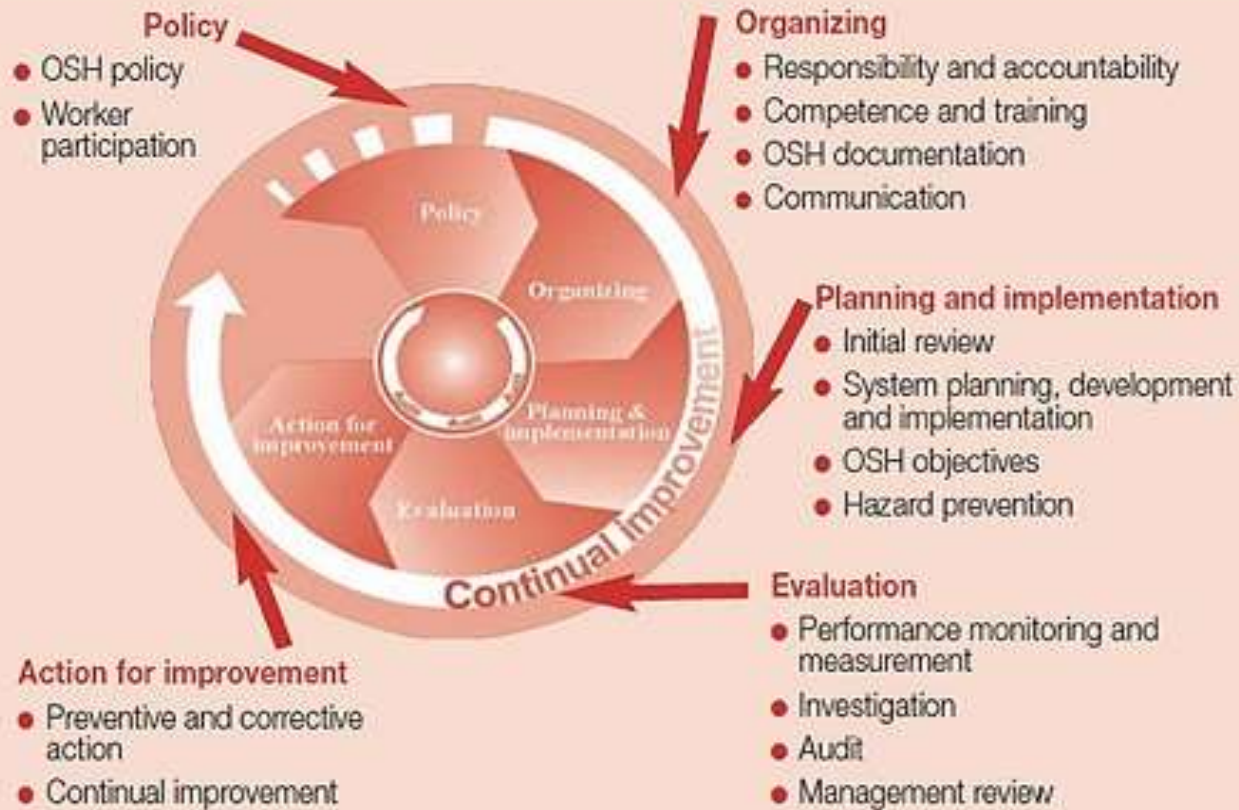 Policy
OSH policy
Worker
participation
Organizing
Responsibility and accountability
Competence and training
OSH documentation
Communication
Planning and implementation
Initial review
System planning, development
and implementation
OSH objectives
Hazard prevention
Evaluation
Performance monitoring and
measurement
Investigation
Audit
Management review
Action for improvement
Preventive and corrective
action
Continual improvement
Policy
Organizing
Planning &
implementation
Evaluation
Action for
improvement
Continual improvement